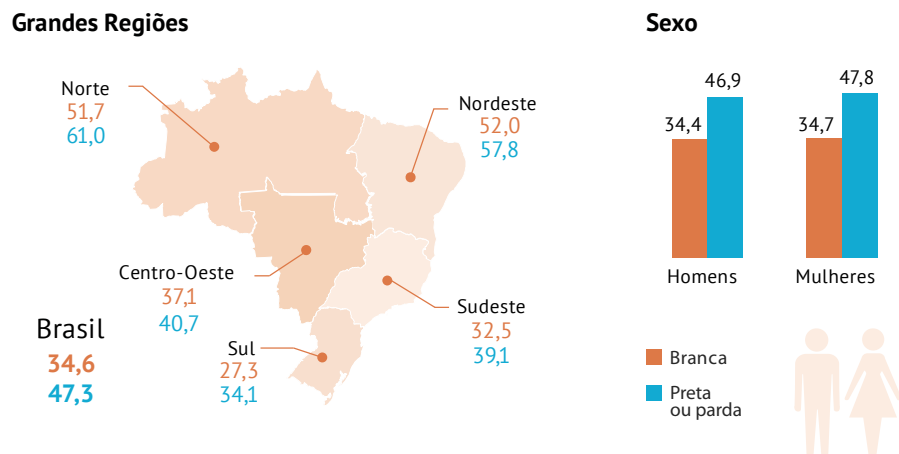 Grandes Regiões
Norte
51,7
61,0
Nordeste
52,0
57,8
Centro-Oeste
37,1
40,7
Sudeste
32,5
39,1
Sul
27,3
34,1
Brasil
34,6
47,3
Sexo
34,4
46,9
34,7
47,8
Homens
Mulheres
Branca
Preta
ou parda